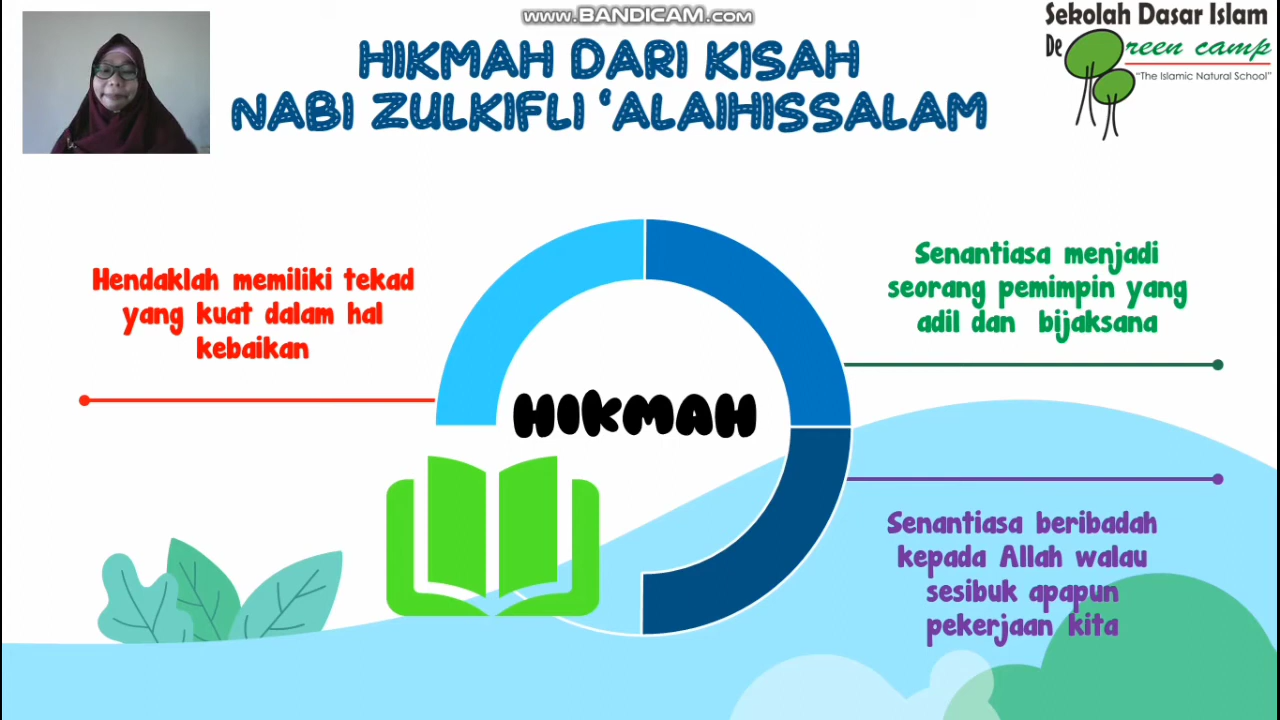 www.BANDICAM.com
Sekolah Dasar Islam
De Green camp
"The Islamic Natural School"
HIKMAH DARI KISAH
NABI ZULKIFLI ‘ALAIHISSALAM
Hendaklah memiliki tekad
yang kuat dalam hal
kebaikan
Senantiasa menjadi
seorang pemimpin yang
adil dan bijaksana
HIKMAH
Senantiasa beribadah
kepada Allah walau
sesibuk apapun
pekerjaan kita